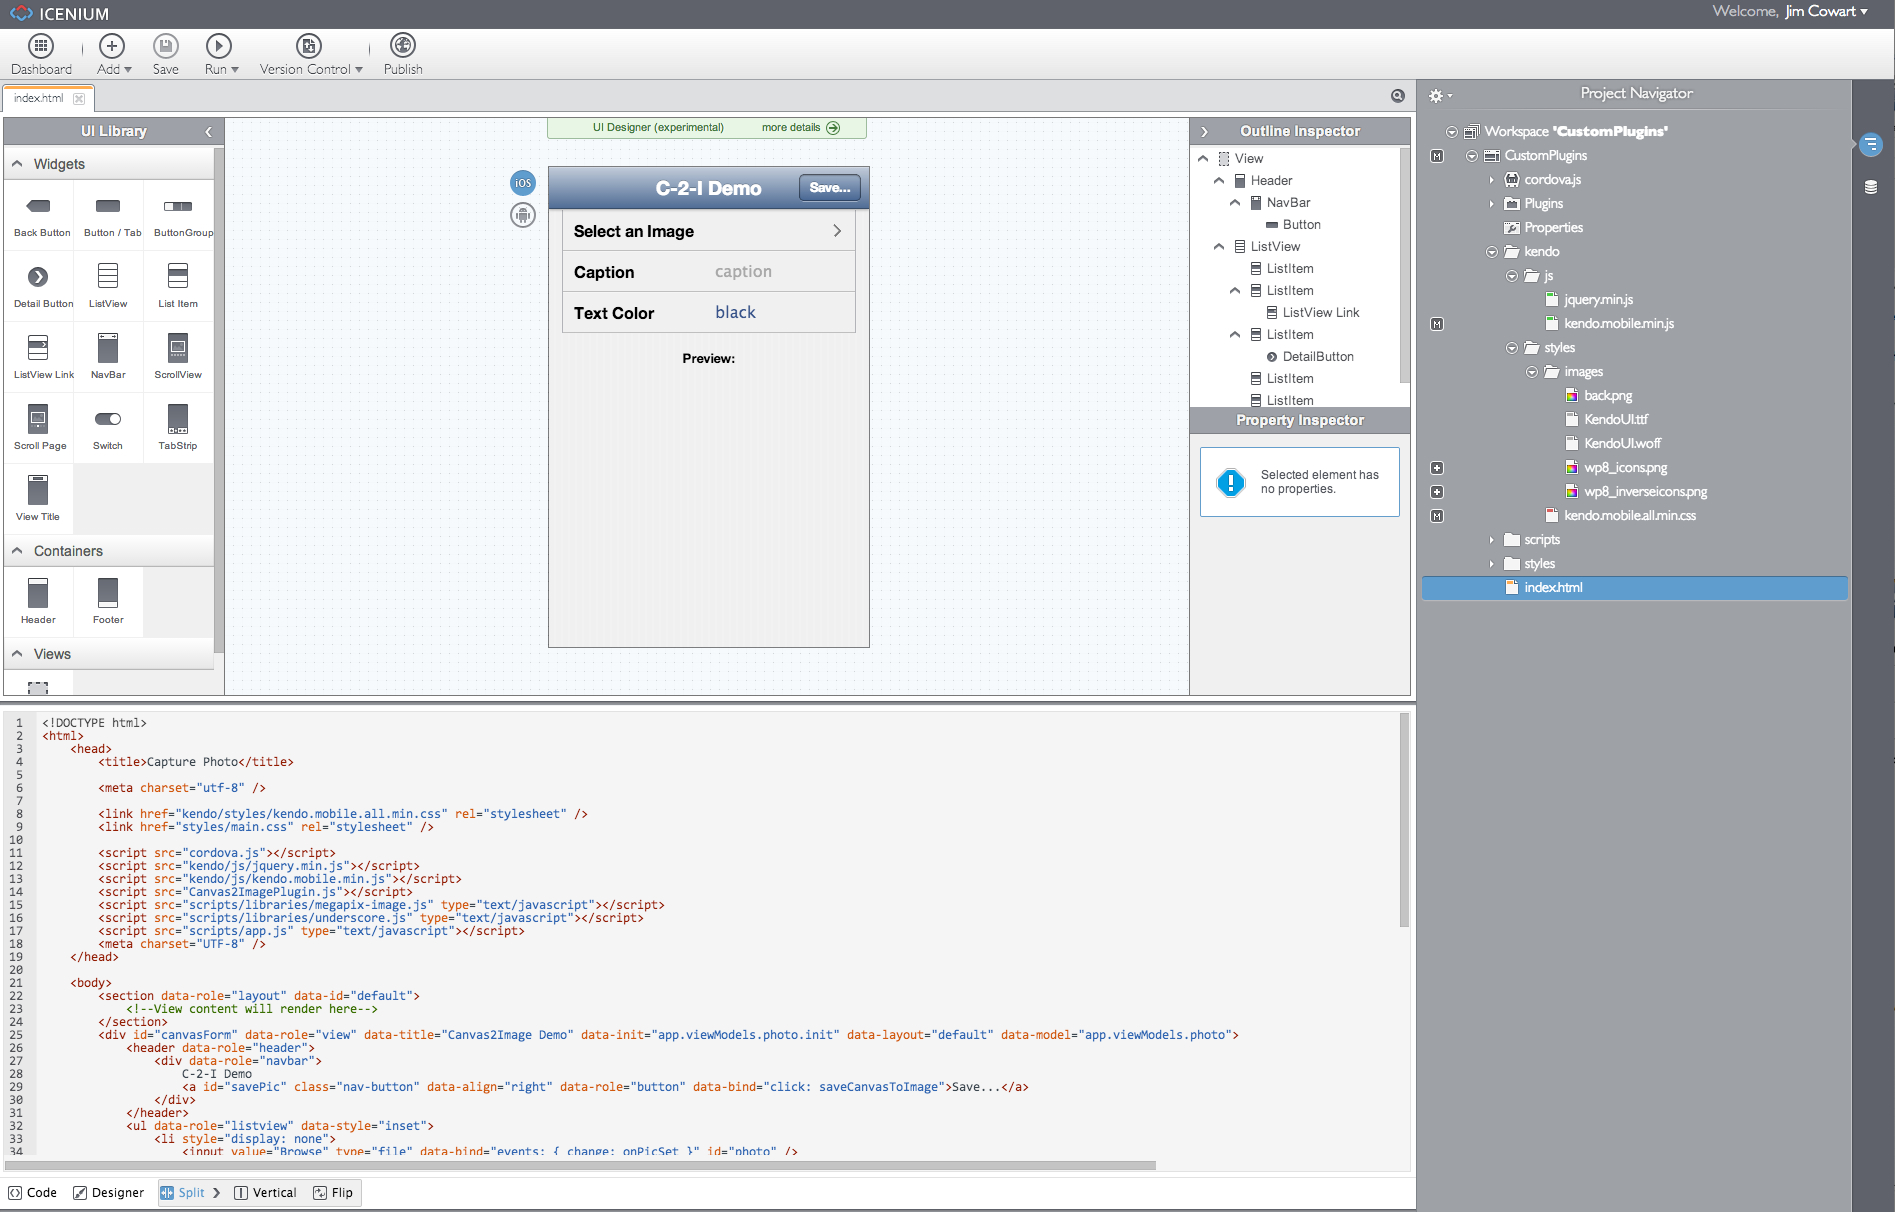 ICENIUM
Welcome, Jim Cowart
Dashboard
Add
Save
Run
Version Control
Publish
index.html
UI Library
Widgets
Back Button
Button / Tab
ButtonGroup
Detail Button
ListView
List Item
ListView Link
NavBar
ScrollView
Scroll Page
Switch
TabStrip
View Title
Containers
Header
Footer
Views
UI Designer (experimental) more details
iOS
C-2-I Demo
Save...
Select an Image
Caption caption
Text Color black
Preview:
Outline Inspector
View
Header
NavBar
Button
ListView
ListItem
ListItem
ListView Link
ListItem
DetailButton
ListItem
ListItem
Property Inspector
Selected element has
no properties.
Project Navigator
Workspace "CustomPlugins"
M CustomPlugins
cordova.js
Plugins
Properties
kendo
js
jquery.min.js
M kendo.mobile.min.js
styles
images
back.png
KendoUI.ttf
KendoUI.woff
wp8_icons.png
wp8_inverseicons.png
M kendo.mobile.all.min.css
scripts
styles
index.html
1 <!DOCTYPE html>
2 <html>
3 <head>
4 <title>Capture Photo</title>
5
6 <meta charset="utf-8" />
7
8 <link href="kendo/styles/kendo.mobile.all.min.css" rel="stylesheet" />
9 <link href="styles/main.css" rel="stylesheet" />
10
11 <script src="cordova.js"></script>
12 <script src="kendo/js/jquery.min.js"></script>
13 <script src="kendo/js/kendo.mobile.min.js"></script>
14 <script src="Canvas2ImagePlugin.js"></script>
15 <script src="scripts/libraries/megapix-image.js" type="text/javascript"></script>
16 <script src="scripts/libraries/underscore.js" type="text/javascript"></script>
17 <script src="scripts/app.js" type="text/javascript"></script>
18 <meta charset="UTF-8" />
19 </head>
20
21 <body>
22 <section data-role="layout" data-id="default">
23 <!--View content will render here-->
24 </section>
25 <div id="canvasForm" data-role="view" data-title="Canvas2Image Demo" data-init="app.viewModels.photo.init" data-layout="default" data-model="app.viewModels.photo">
26 <header data-role="header">
27 <div data-role="navbar">
28 C-2-I Demo
29 <a id="savePic" class="nav-button" data-align="right" data-role="button" data-bind="click: saveCanvasToImage">Save...</a>
30 </div>
31 </header>
32 <ul data-role="listview" data-style="inset">
33 <li style="display: none">
34 <input value="Browse" type="file" data-bind="events: { change: onPicSet }" id="photo" />
Code
Designer
Split
Vertical
Flip